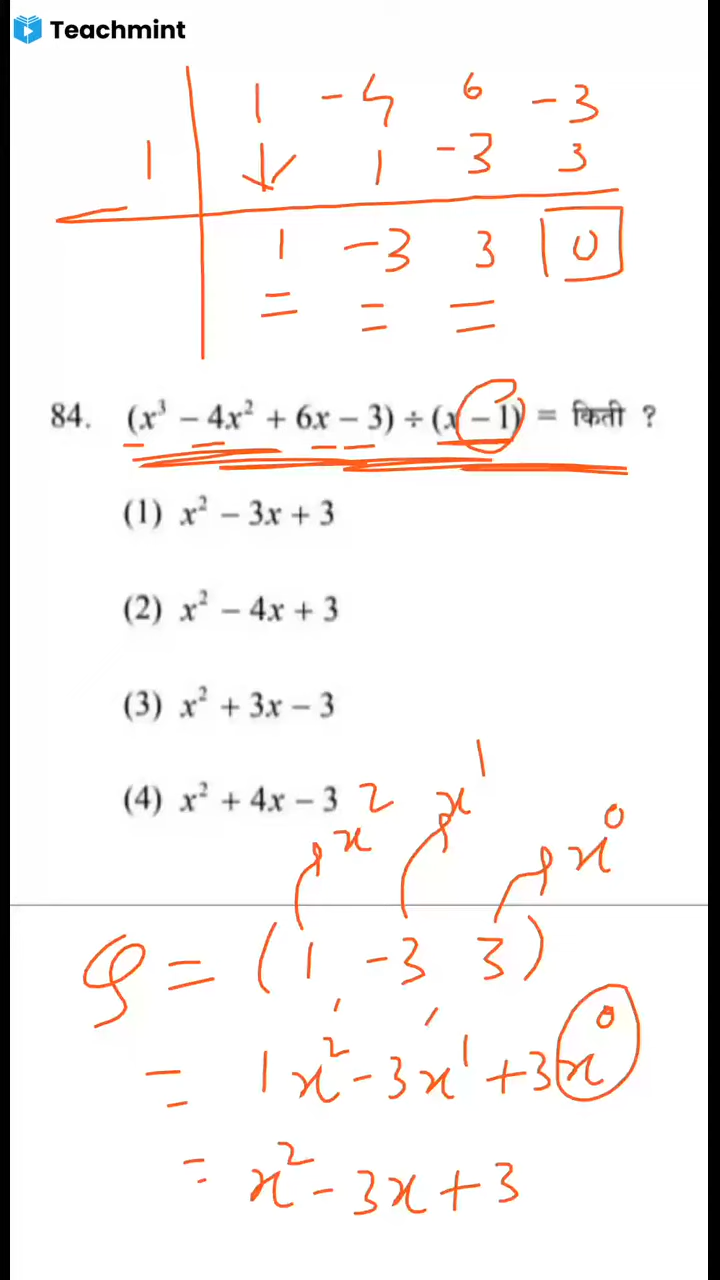 Teachmint
1 -4 6 -3
1 ↓ 1 -3 3
1 -3 3 0
= = =
84. (x³ − 4x² + 6x − 3) ÷ (x − 1) = किती ?
(1) x² − 3x + 3
(2) x² − 4x + 3
(3) x² + 3x − 3
(4) x² + 4x − 3
x² x¹ x⁰
φ = (1 -3 3)
= 1x² - 3x¹ + 3x⁰
= x² - 3x + 3